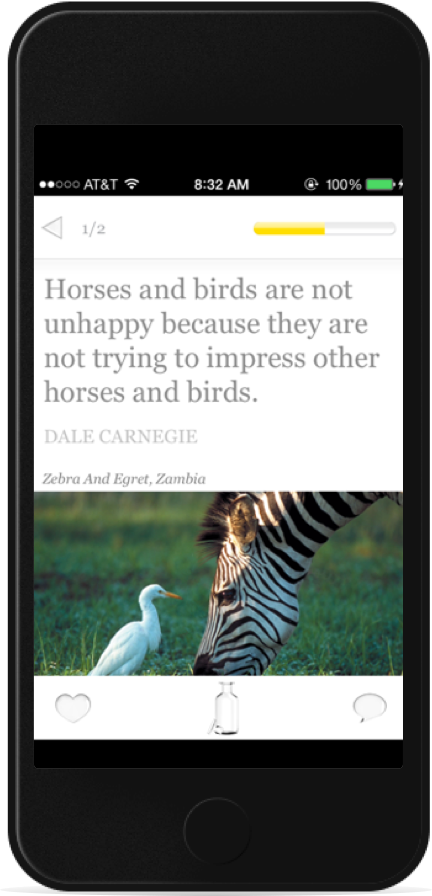 AT&T 8:32 AM 100%
1/2
Horses and birds are not
unhappy because they are
not trying to impress other
horses and birds.
DALE CARNEGIE
Zebra And Egret, Zambia